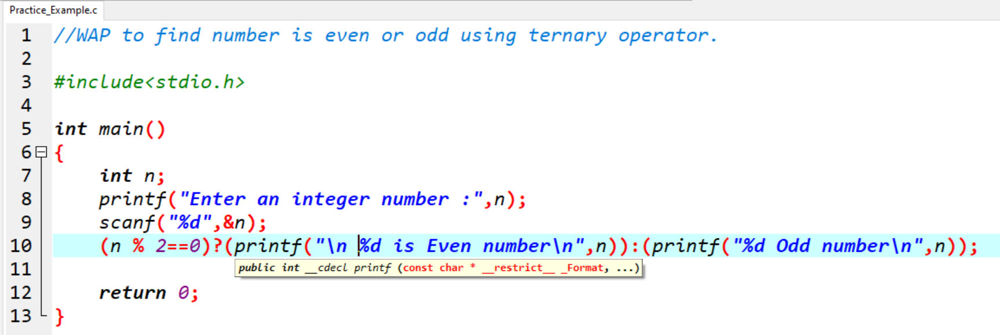 Practice_Example.c
1 //WAP to find number is even or odd using ternary operator.
2
3 #include<stdio.h>
4
5 int main()
6 {
7 int n;
8 printf("Enter an integer number :",n);
9 scanf("%d",&n);
10 (n % 2==0)?(printf("\n %d is Even number\n",n)):(printf("%d Odd number\n",n));
public int __cdecl printf (const char * __restrict__ _Format, ...)
11
12 return 0;
13 }